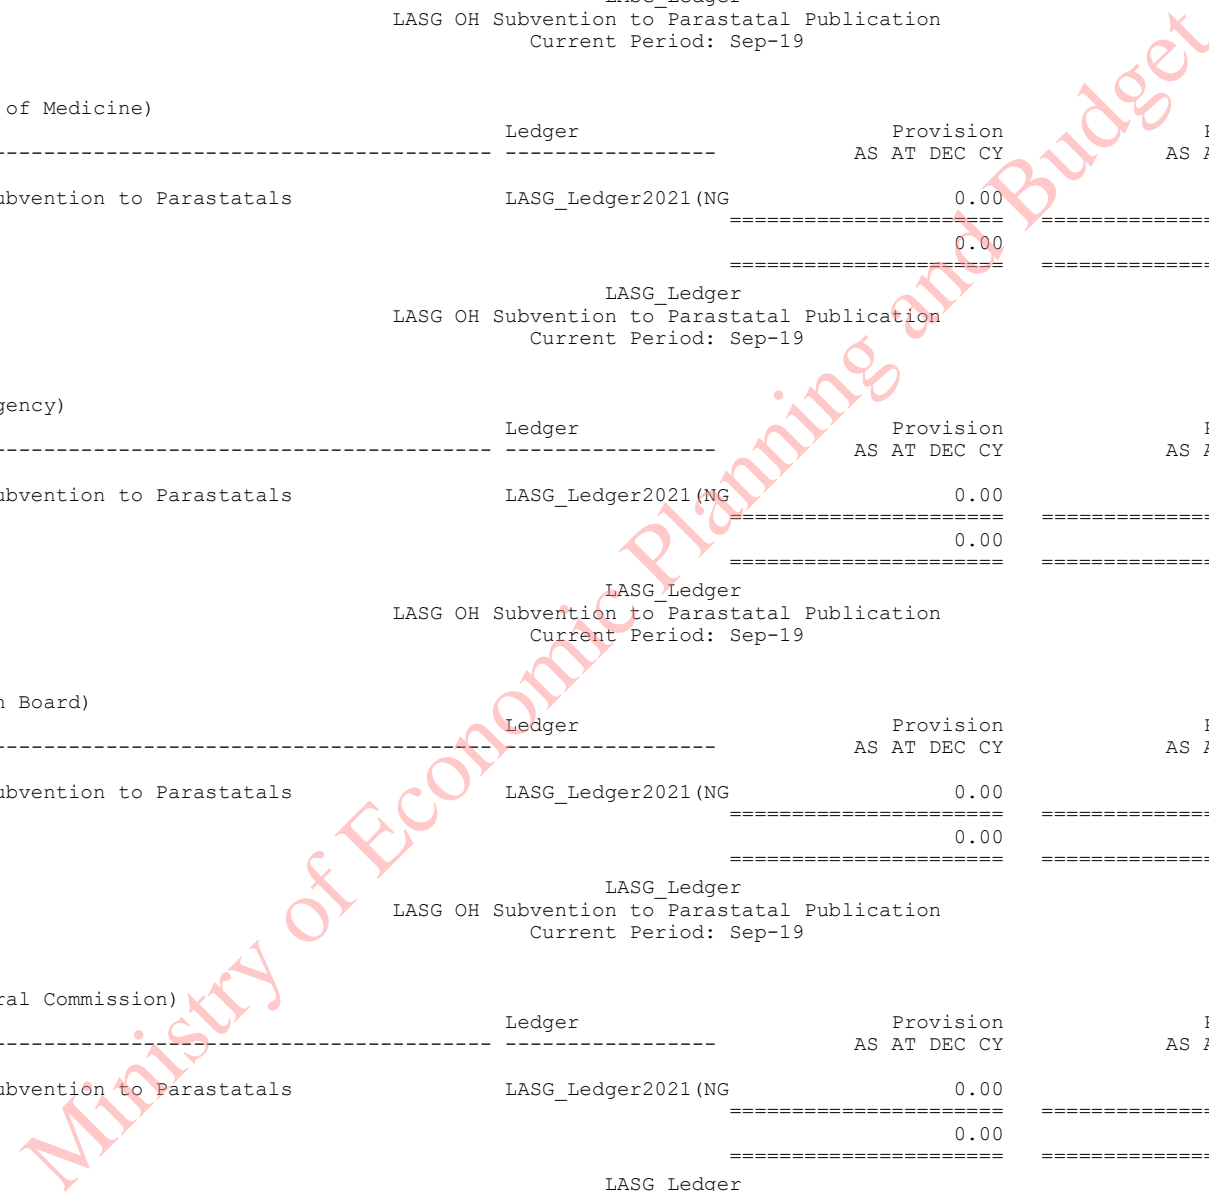 LASG_Ledger
LASG OH Subvention to Parastatal Publication
Current Period: Sep-19
of Medicine)
Ledger Provision
---------------------------------------- ----------------- AS AT DEC CY AS
ubvention to Parastatals LASG_Ledger2021(NG 0.00
====================== ==============
0.00
====================== ==============
LASG_Ledger
LASG OH Subvention to Parastatal Publication
Current Period: Sep-19
gency)
Ledger Provision
---------------------------------------- ----------------- AS AT DEC CY AS
ubvention to Parastatals LASG_Ledger2021(NG 0.00
====================== ==============
0.00
====================== ==============
LASG_Ledger
LASG OH Subvention to Parastatal Publication
Current Period: Sep-19
n Board)
Ledger Provision
---------------------------------------- ----------------- AS AT DEC CY AS
ubvention to Parastatals LASG_Ledger2021(NG 0.00
====================== ==============
0.00
====================== ==============
LASG_Ledger
LASG OH Subvention to Parastatal Publication
Current Period: Sep-19
ral Commission)
Ledger Provision
---------------------------------------- ----------------- AS AT DEC CY AS
ubvention to Parastatals LASG_Ledger2021(NG 0.00
====================== ==============
0.00
====================== ==============
LASG_Ledger
Ministry of Economic Planning and Budget